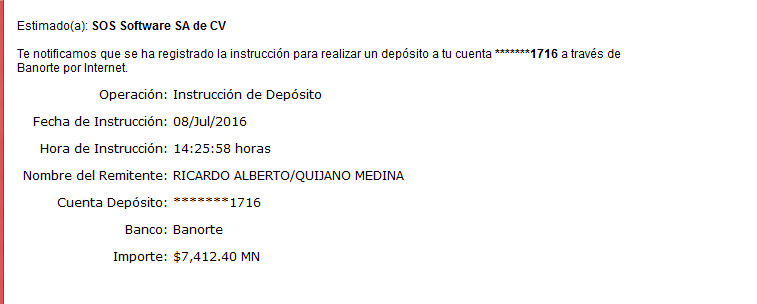 Estimado(a): SOS Software SA de CV
Te notificamos que se ha registrado la instrucción para realizar un depósito a tu cuenta *******1716 a través de
Banorte por Internet.
Operación: Instrucción de Depósito
Fecha de Instrucción: 08/Jul/2016
Hora de Instrucción: 14:25:58 horas
Nombre del Remitente: RICARDO ALBERTO/QUIJANO MEDINA
Cuenta Depósito: *******1716
Banco: Banorte
Importe: $7,412.40 MN